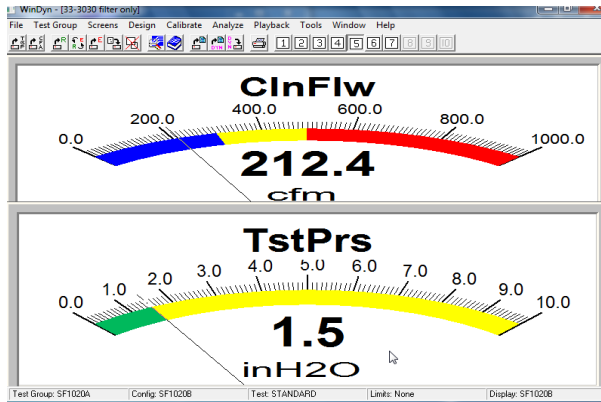 WinDyn - [33-3030 filter only]
File Test Group Screens Design Calibrate Analyze Playback Tools Window Help
1 2 3 4 5 6 7 8 9 10
ClnFlw
0.0 200.0 400.0 600.0 800.0 1000.0
212.4
cfm
TstPrs
0.0 1.0 2.0 3.0 4.0 5.0 6.0 7.0 8.0 9.0 10.0
1.5
inH2O
Test Group: SF1020A Config: SF1020B Test: STANDARD Limits: None Display: SF1020B